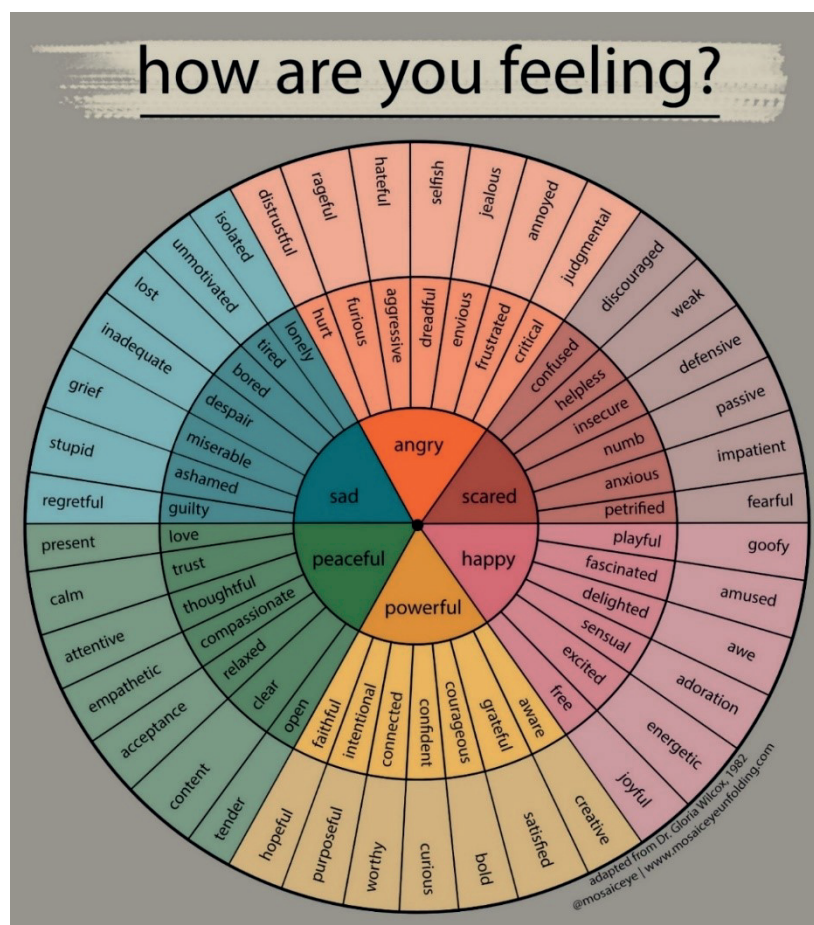 how are you feeling?
angry
scared
happy
powerful
peaceful
sad
hurt
furious
aggressive
dreadful
envious
frustrated
critical
confused
helpless
insecure
numb
anxious
petrified
playful
fascinated
delighted
sensual
excited
free
aware
grateful
courageous
confident
connected
intentional
faithful
open
clear
relaxed
compassionate
thoughtful
trust
love
guilty
ashamed
miserable
despair
bored
tired
lonely
distrustful
rageful
hateful
selfish
jealous
annoyed
judgmental
discouraged
weak
defensive
passive
impatient
fearful
goofy
amused
awe
adoration
energetic
joyful
creative
satisfied
bold
curious
worthy
purposeful
hopeful
tender
content
acceptance
empathetic
attentive
calm
present
regretful
stupid
grief
inadequate
lost
unmotivated
isolated
adapted from Dr. Gloria Wilcox, 1982
@mosaiceye | www.mosaiceyeunfolding.com